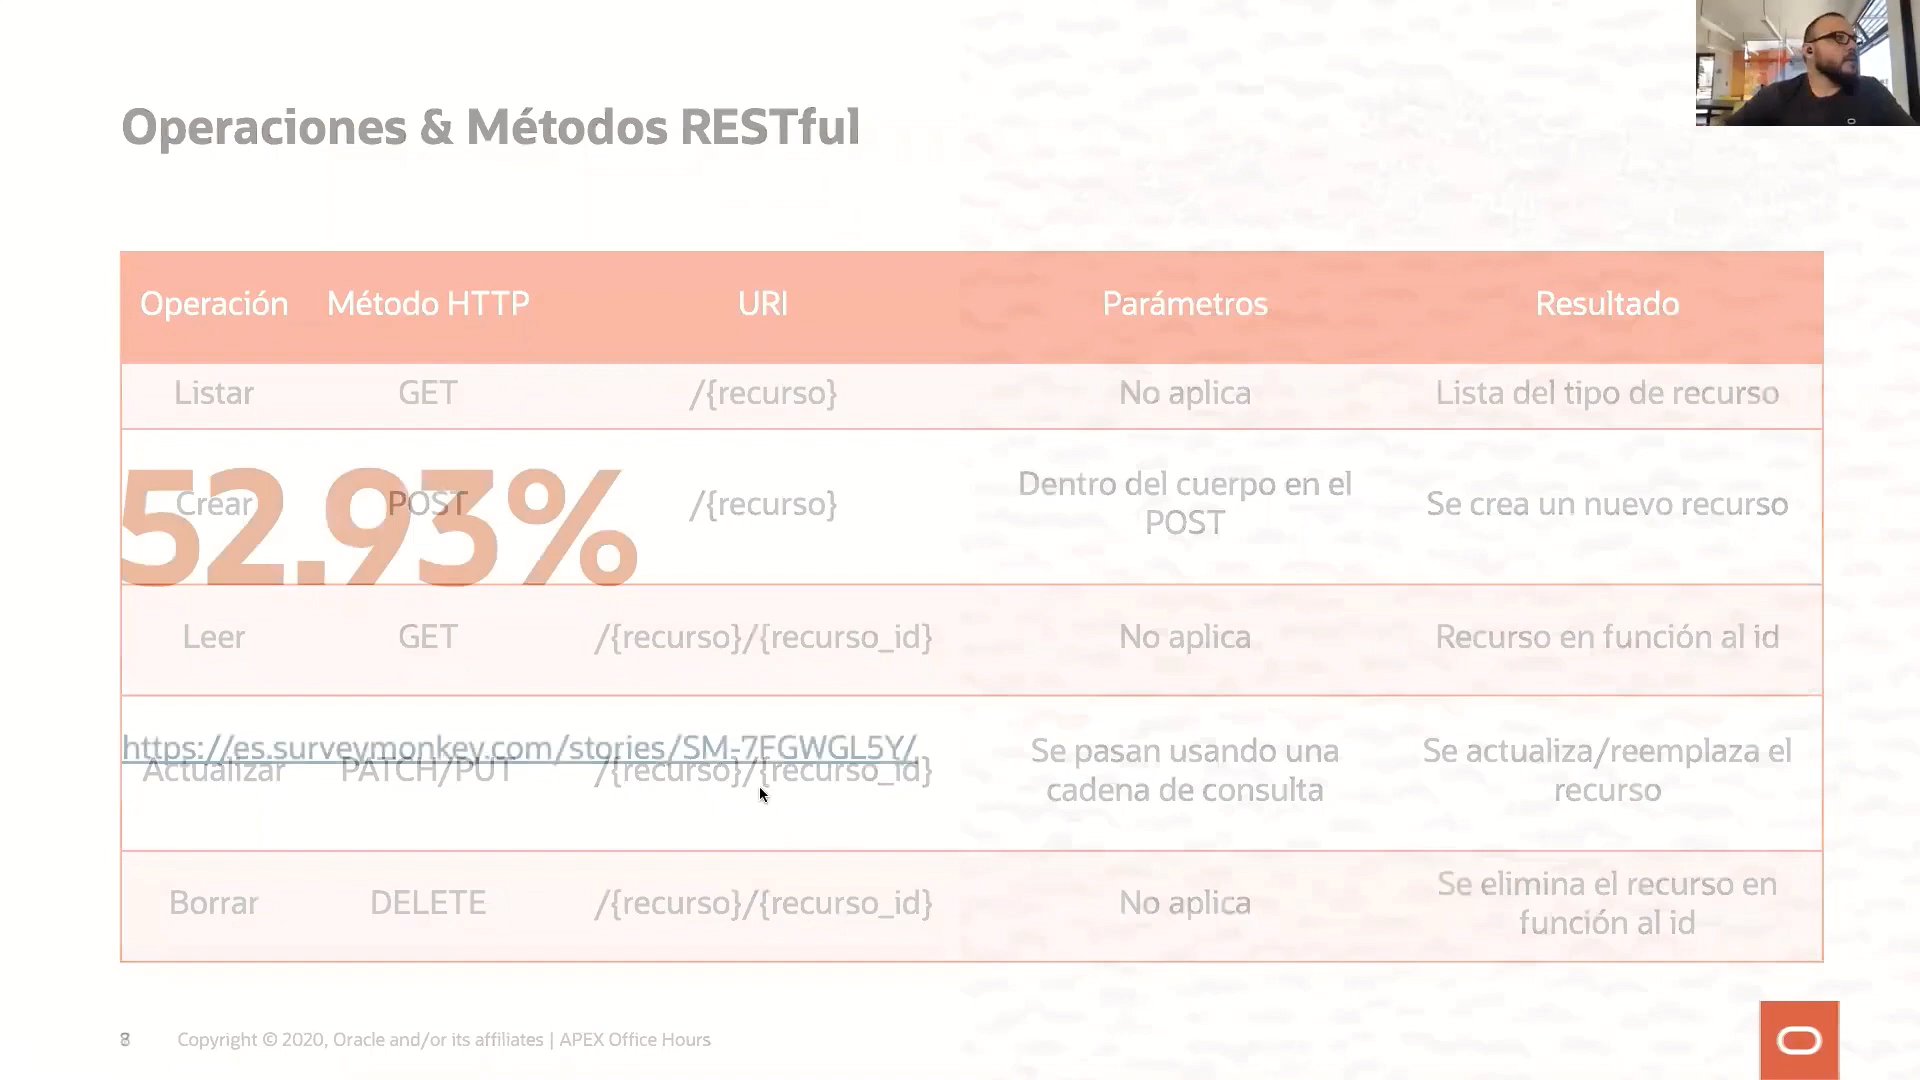 Operaciones & Métodos RESTful
Operación Método HTTP URI Parámetros Resultado
Listar GET /{recurso} No aplica Lista del tipo de recurso
52.93%
Crear POST /{recurso} Dentro del cuerpo en el POST Se crea un nuevo recurso
Leer GET /{recurso}/{recurso_id} No aplica Recurso en función al id
https://es.surveymonkey.com/stories/SM-7FGWGL5Y/
Actualizar PATCH/PUT /{recurso}/{recurso_id} Se pasan usando una cadena de consulta Se actualiza/reemplaza el recurso
Borrar DELETE /{recurso}/{recurso_id} No aplica Se elimina el recurso en función al id
Copyright © 2020, Oracle and/or its affiliates | APEX Office Hours